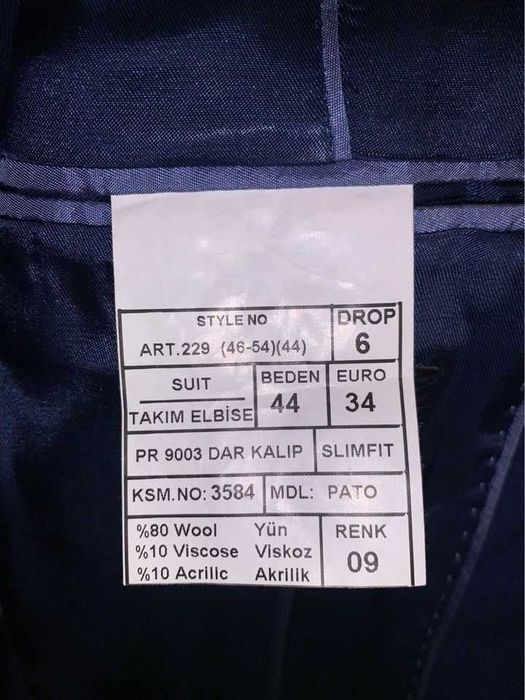 STYLE NO
ART.229 (46-54)(44)
DROP
6
SUIT
TAKIM ELBİSE
BEDEN
44
EURO
34
PR 9003 DAR KALIP
SLIMFIT
KSM.NO: 3584
MDL: PATO
%80 Wool Yün
%10 Viscose Viskoz
%10 Acrilic Akrilik
RENK
09